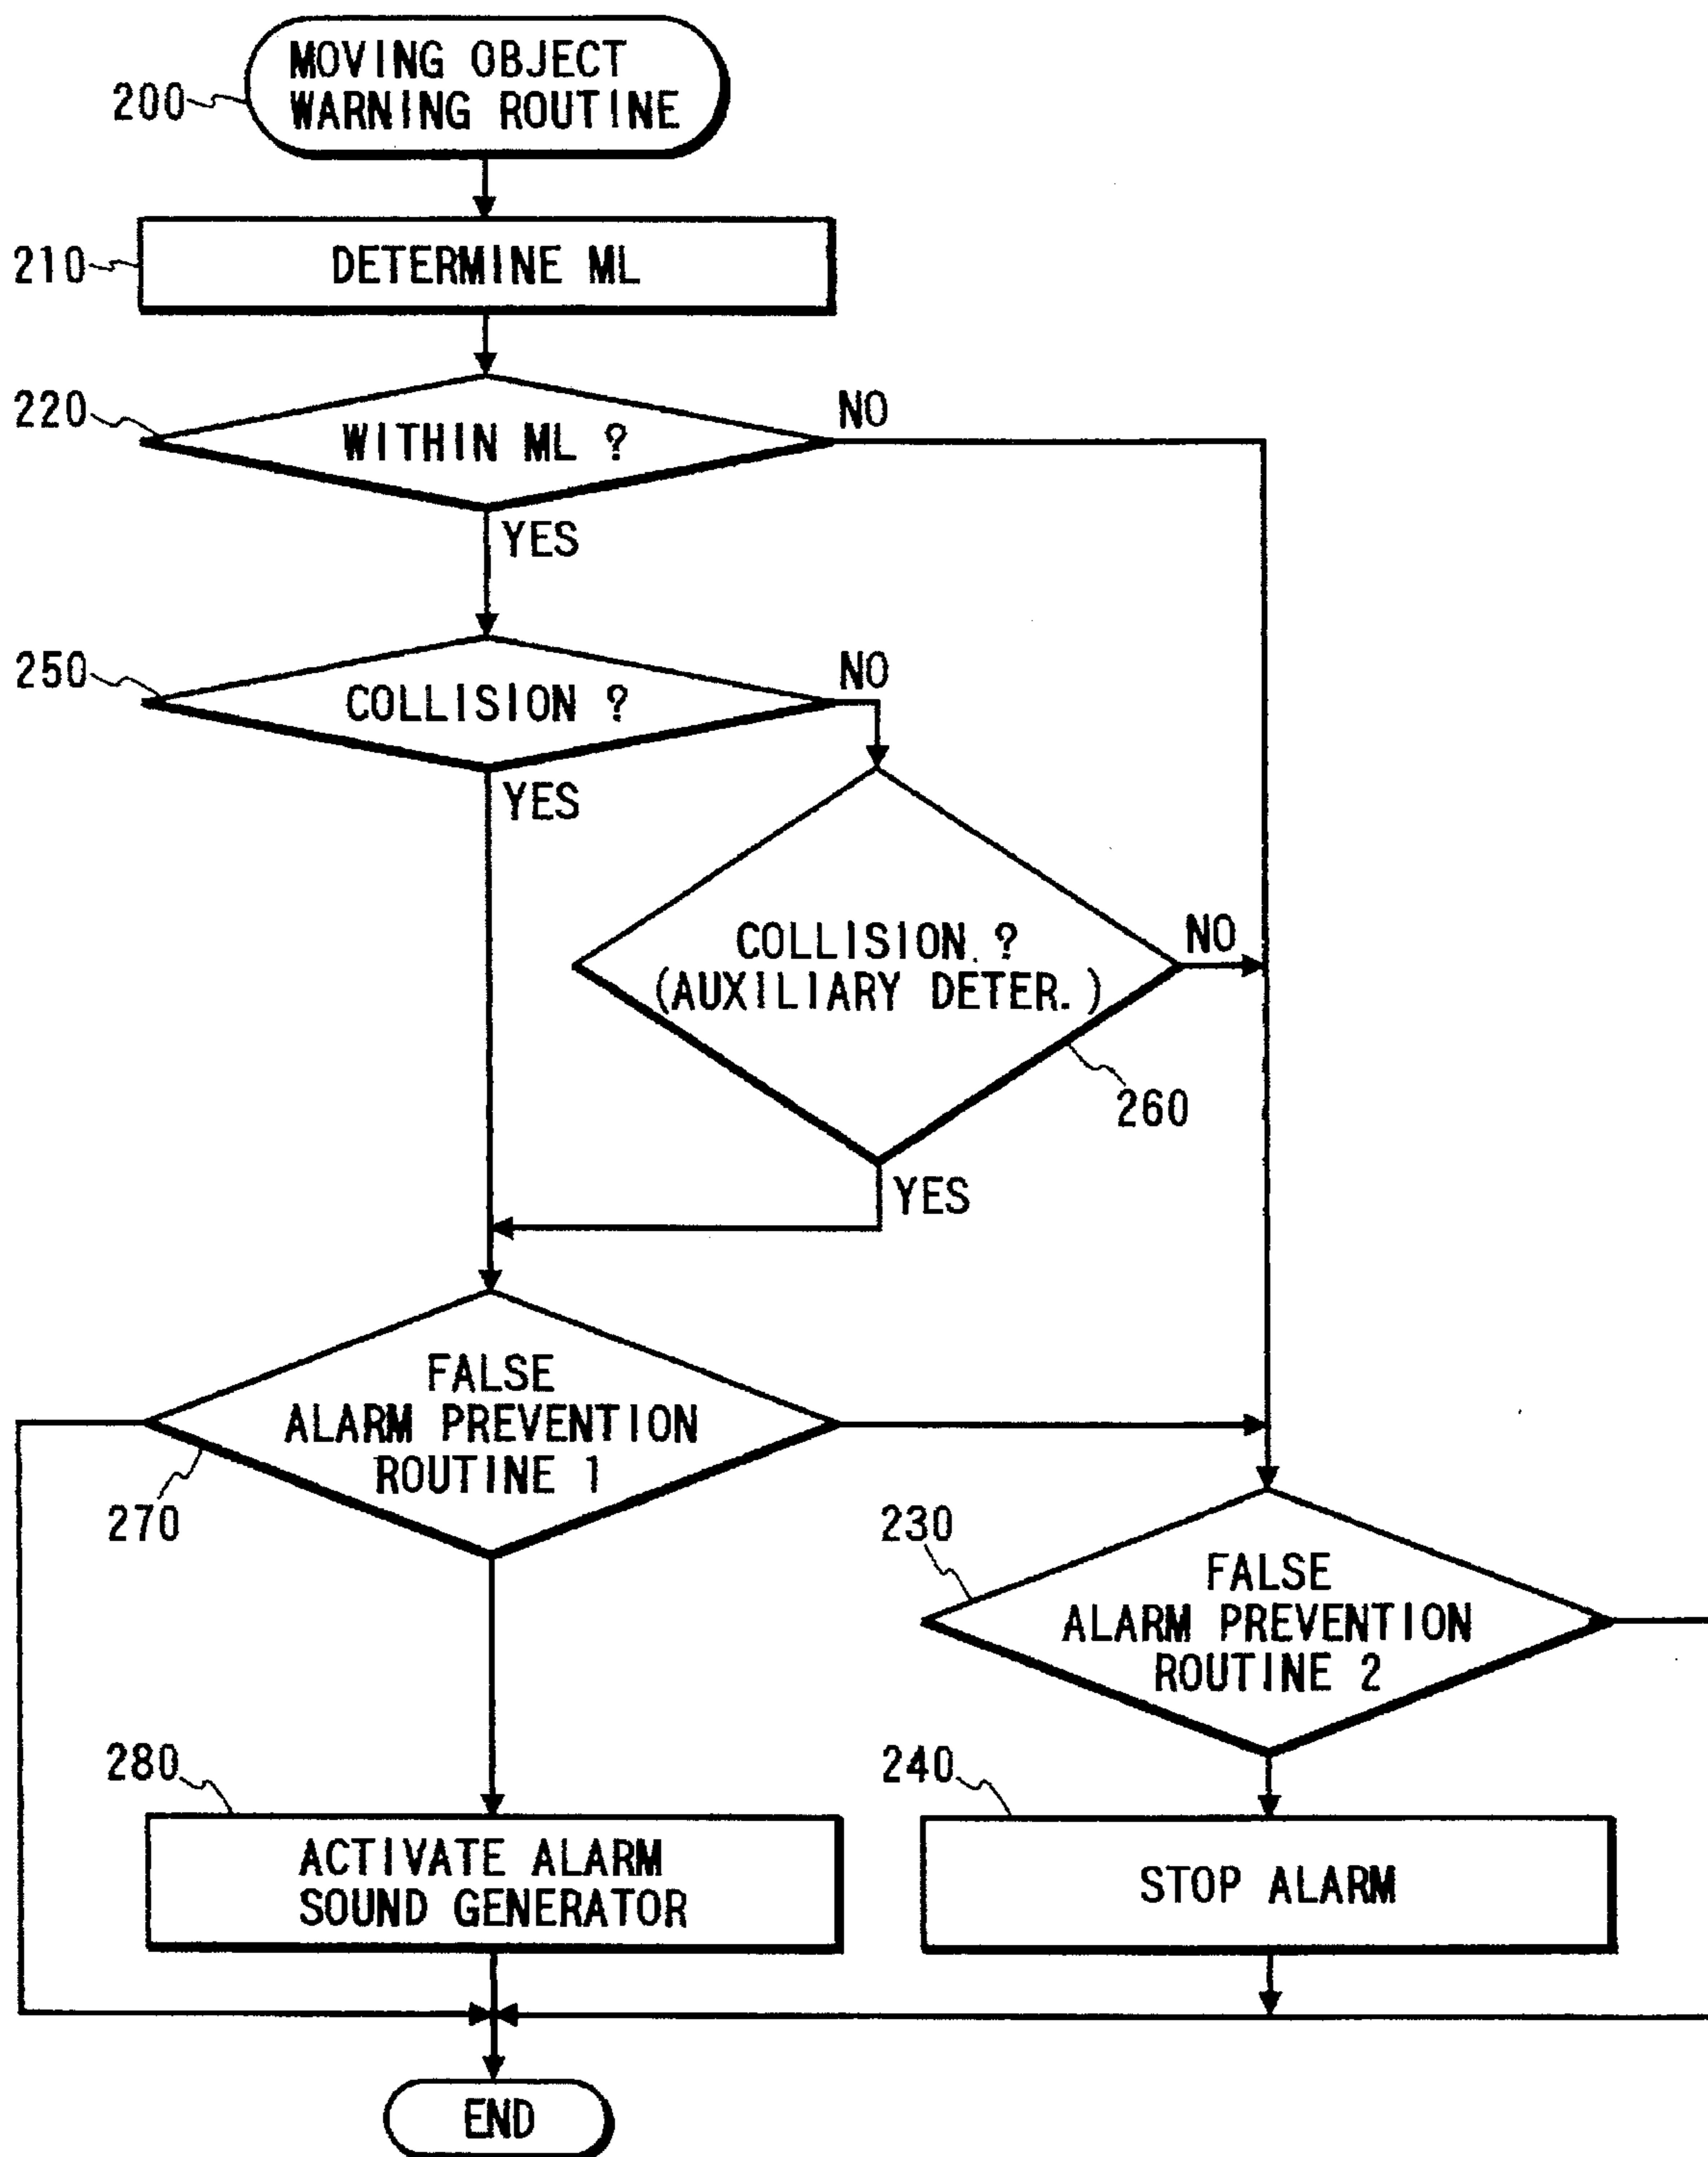 MOVING OBJECT
WARNING ROUTINE
200
210
DETERMINE ML
220
WITHIN ML ?
NO
YES
250
COLLISION ?
NO
YES
COLLISION ?
(AUXILIARY DETER.)
NO
260
YES
FALSE
ALARM PREVENTION
ROUTINE 1
270
230
FALSE
ALARM PREVENTION
ROUTINE 2
280
ACTIVATE ALARM
SOUND GENERATOR
240
STOP ALARM
END